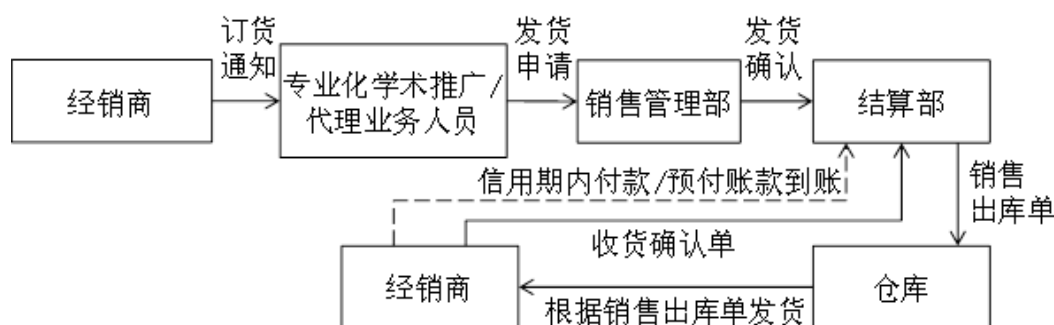 订货
通知
发货
申请
发货
确认
经销商
专业化学术推广/
代理业务人员
销售管理部
结算部
信用期内付款/预付账款到账
销售
出库单
收货确认单
经销商
仓库
根据销售出库单发货